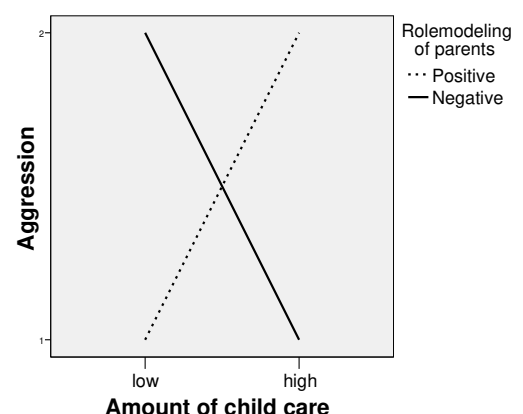 2
1
Aggression
low high
Amount of child care
Rolemodeling
of parents
Positive
Negative